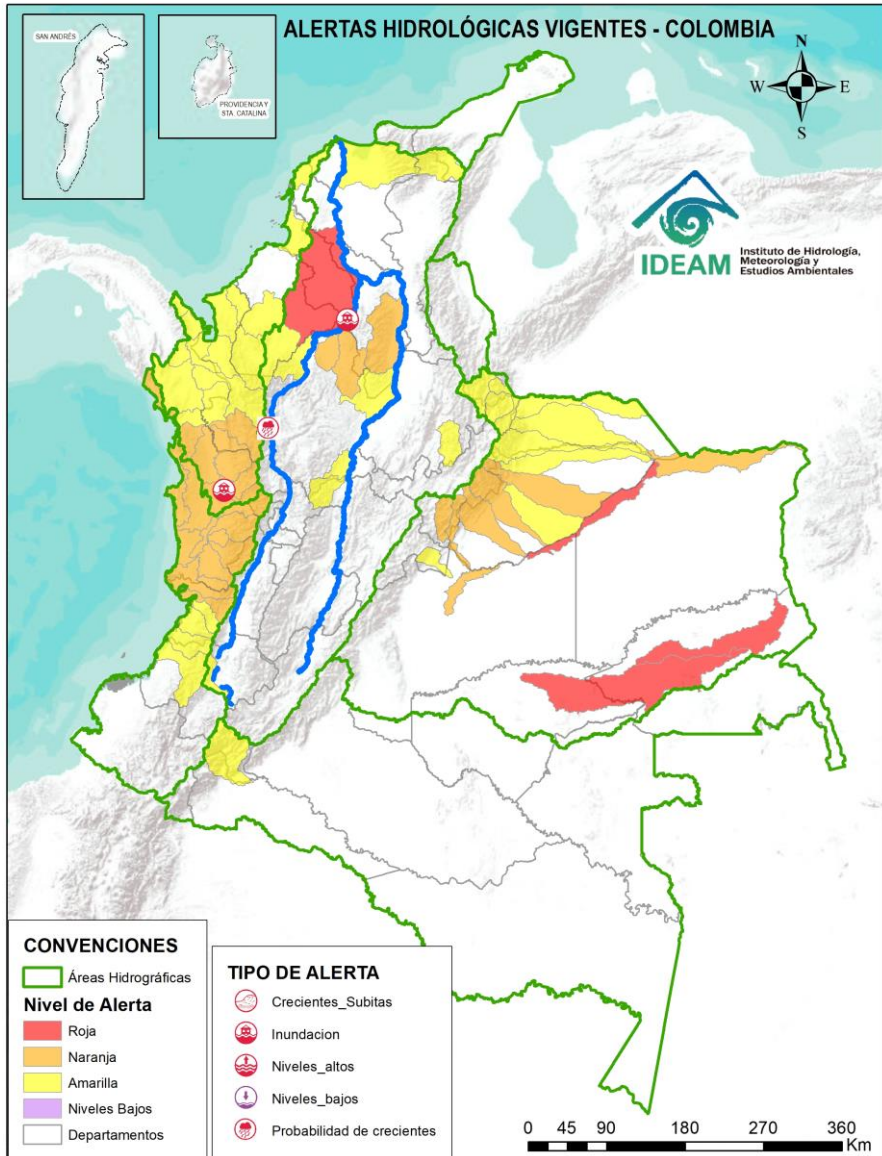 ALERTAS HIDROLÓGICAS VIGENTES - COLOMBIA
SAN ANDRÉS
PROVIDENCIA Y
STA. CATALINA
N
W
E
S
IDEAM
Instituto de Hidrología,
Meteorología y
Estudios Ambientales
CONVENCIONES
Áreas Hidrográficas
Nivel de Alerta
Roja
Naranja
Amarilla
Niveles Bajos
Departamentos
TIPO DE ALERTA
Crecientes_Subitas
Inundacion
Niveles_altos
Niveles_bajos
Probabilidad de crecientes
0 45 90 180 270 360
Km